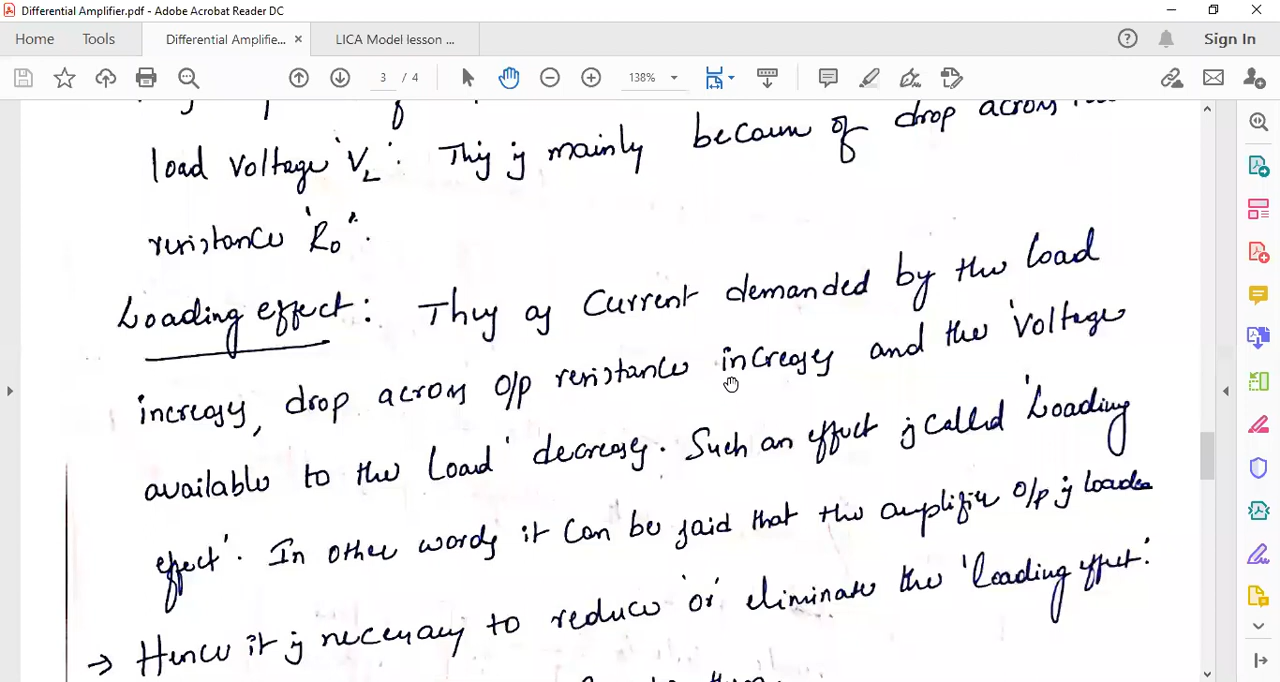 Differential Amplifier.pdf - Adobe Acrobat Reader DC
Home Tools Differential Amplifie... × LICA Model lesson ... Sign In
3 / 4 138%
load voltage 'VL'. This is mainly because of drop across
resistance 'Ro'.
Loading effect: Thus as current demanded by the load
increases, drop across o/p resistance increases and the 'voltage
available to the load' decreases. Such an effect is called 'Loading
effect'. In other words it can be said that the amplifier o/p is loaded
→ Hence it is necessary to reduce 'or' eliminate the 'loading effect'.